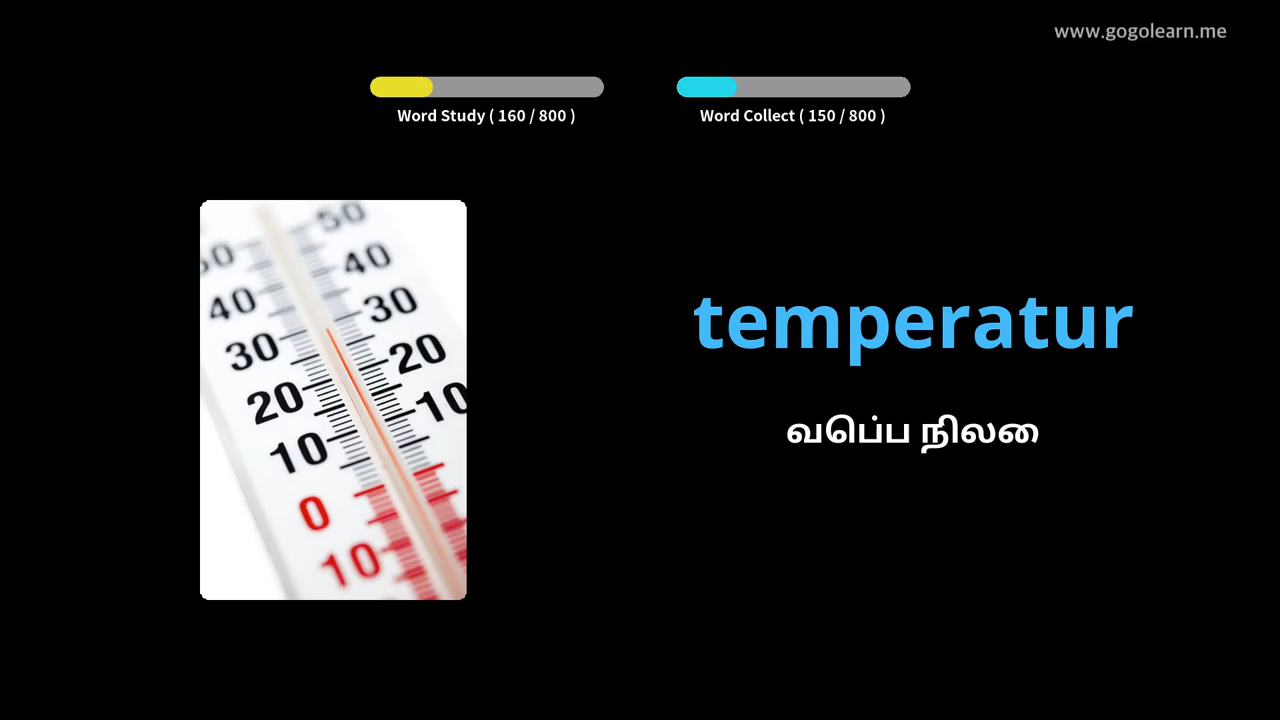 www.gogolearn.me
Word Study ( 160 / 800 )
Word Collect ( 150 / 800 )
50
50
40
40
30
30
20
20
10
10
0
10
temperatur
வெப்ப நிலை